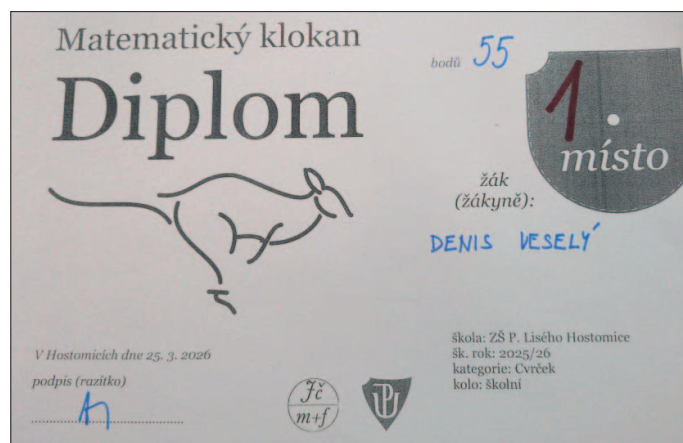 Matematický klokan
Diplom
bodů 55
1.
místo
žák
(žákyně):
DENIS VESELÝ
V Hostomicích dne 25. 3. 2026
podpis (razítko)
škola: ZŠ P. Lisého Hostomice
šk. rok: 2025/26
kategorie: Cvrček
kolo: školní
Jč
m+f
UP